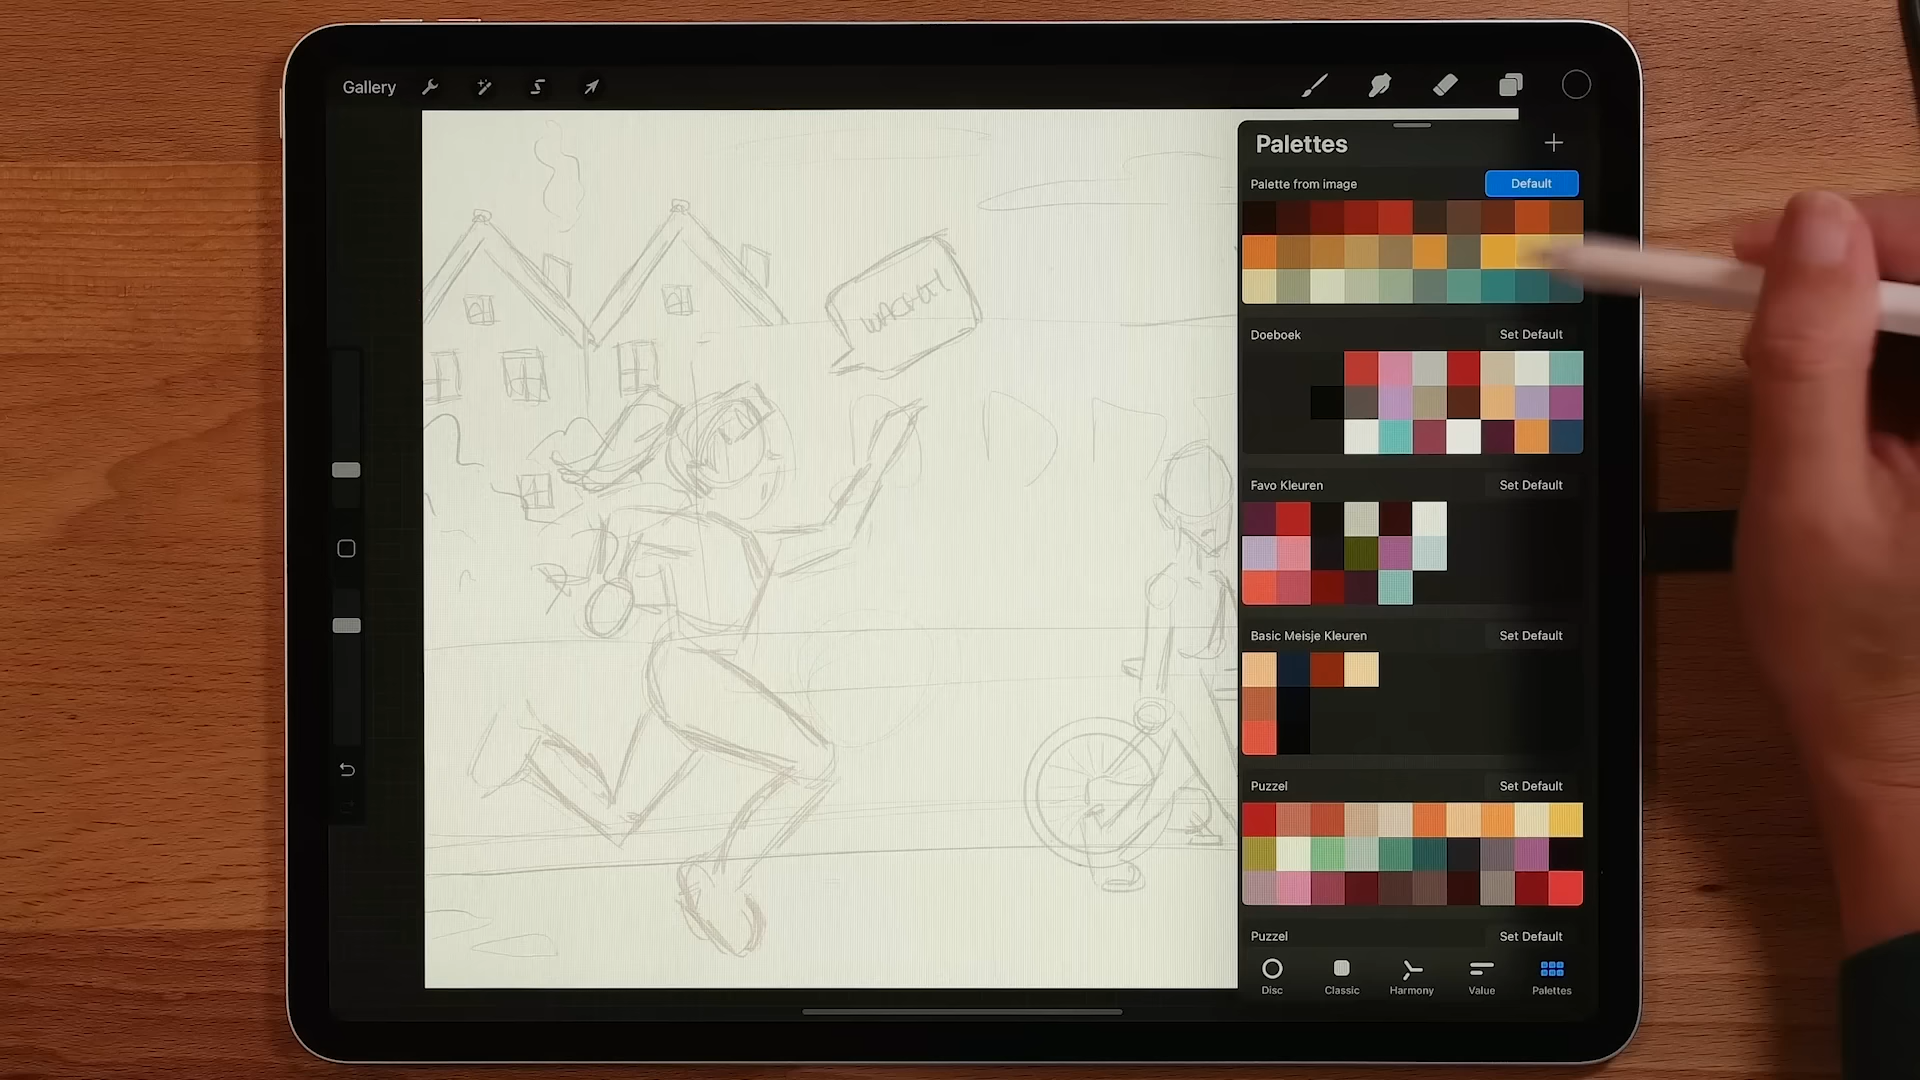 Gallery
Palettes
Palette from image
Default
Doeboek
Set Default
Favo Kleuren
Set Default
Basic Meisje Kleuren
Set Default
Puzzel
Set Default
Puzzel
Set Default
Disc
Classic
Harmony
Value
Palettes